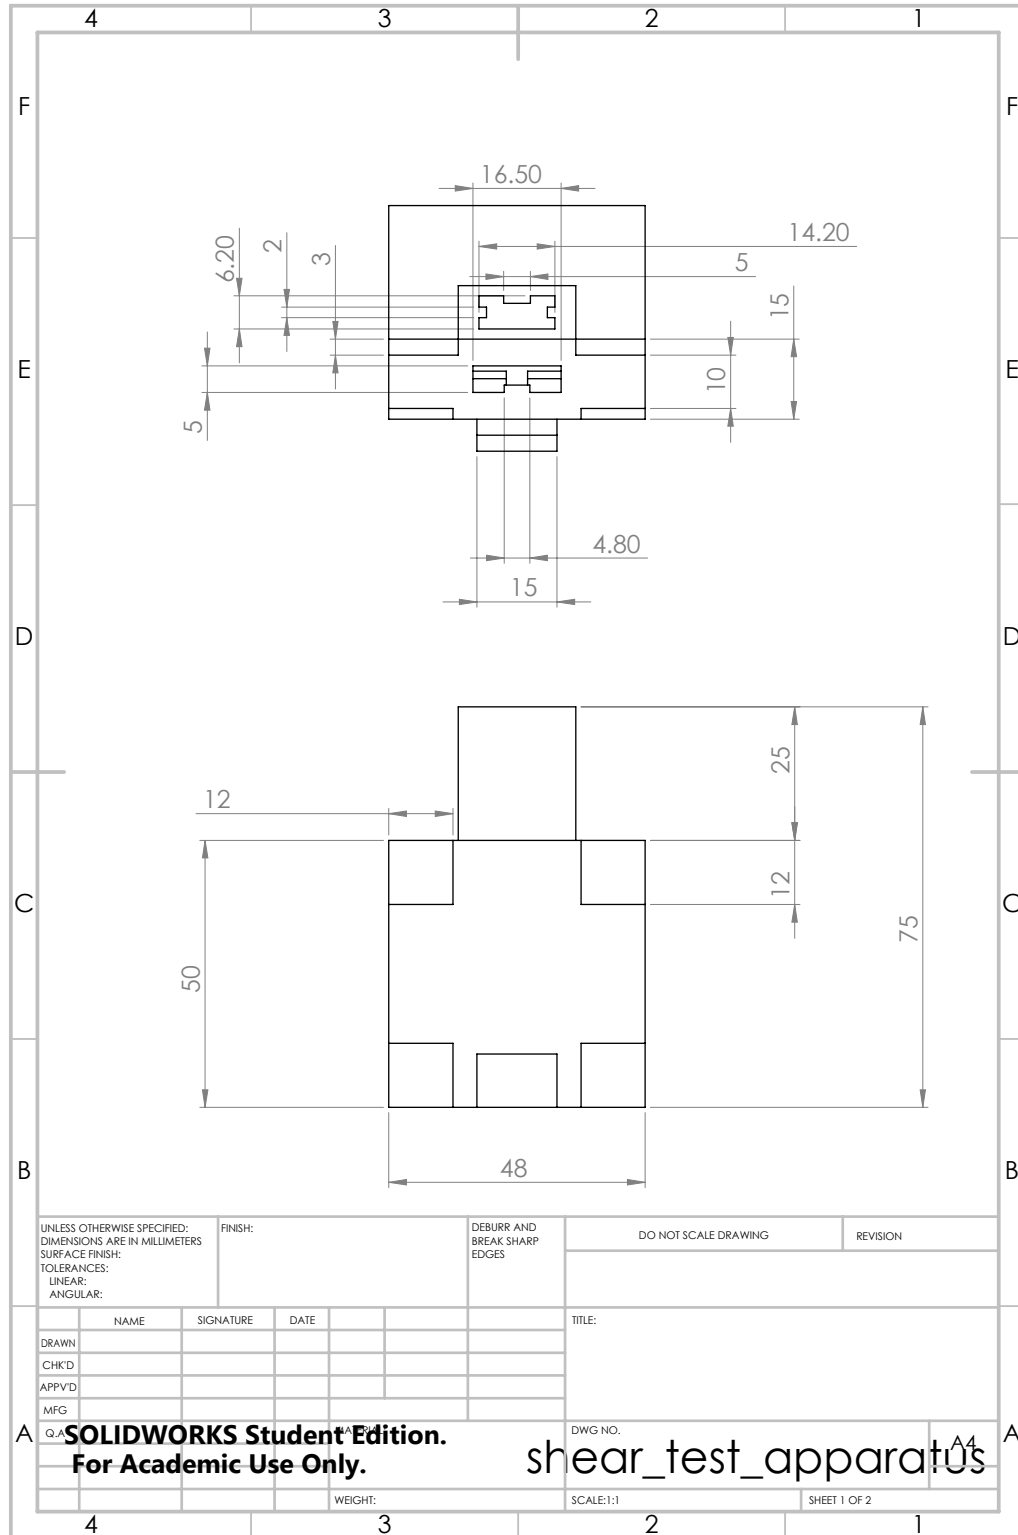 4 3 2 1
F F
16.50
14.20
6.20 2 3 5
15
E E
10
5
4.80
15
D D
25
12
12
C C
50 75
B B
48
UNLESS OTHERWISE SPECIFIED:
DIMENSIONS ARE IN MILLIMETERS
SURFACE FINISH:
TOLERANCES:
LINEAR:
ANGULAR:
FINISH:
DEBURR AND
BREAK SHARP
EDGES
DO NOT SCALE DRAWING
REVISION
NAME SIGNATURE DATE
TITLE:
DRAWN
CHK'D
APPV'D
MFG
Q.A
MATERIAL:
DWG NO.
A A
SOLIDWORKS Student Edition.
For Academic Use Only.
shear_test_apparatus
A4
WEIGHT:
SCALE:1:1
SHEET 1 OF 2
4 3 2 1